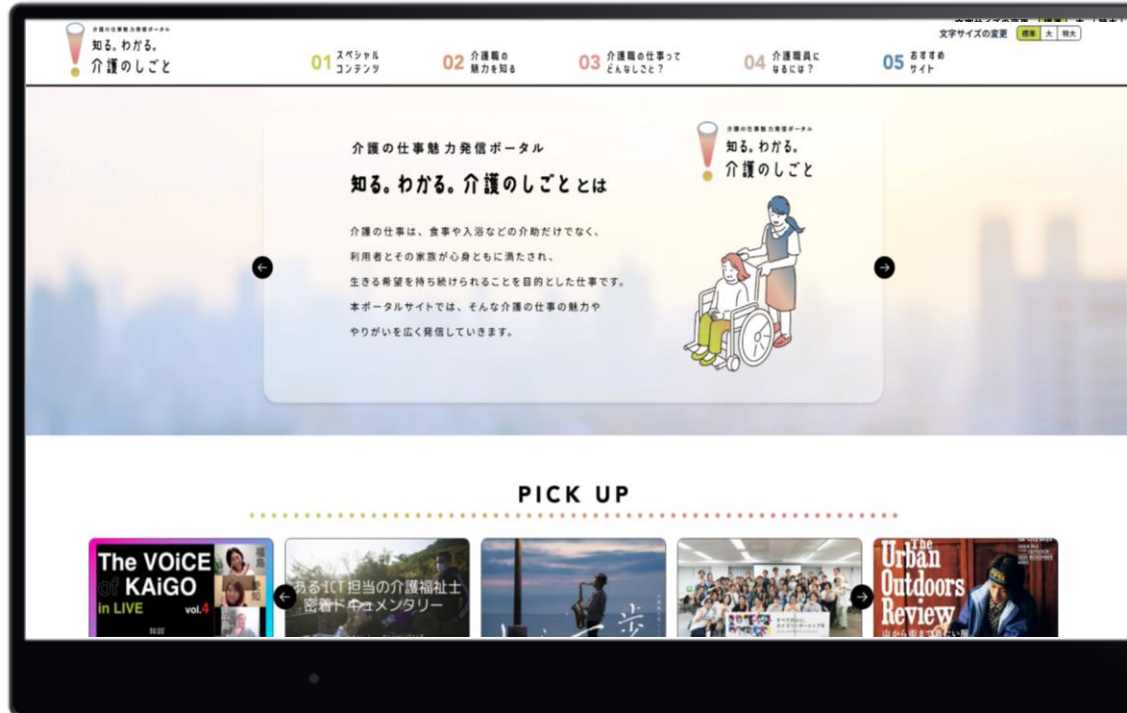 文字サイズの変更 標準 大 特大
介護の仕事魅力発信ポータル
知る。わかる。
介護のしごと
01 スペシャル
コンテンツ
02 介護職の
魅力を知る
03 介護職の仕事って
どんなしごと？
04 介護職員に
なるには？
05 おすすめ
サイト
介護の仕事魅力発信ポータル
知る。わかる。介護のしごと とは
介護の仕事は、食事や入浴などの介助だけでなく、
利用者とその家族が心身ともに満たされ、
生きる希望を持ち続けられることを目的とした仕事です。
本ポータルサイトでは、そんな介護の仕事の魅力や
やりがいを広く発信していきます。
介護の仕事魅力発信ポータル
知る。わかる。
介護のしごと
PICK UP
The VOiCE
of KAiGO
in LIVE vol.4
福島
愛知
あるICT担当の介護福祉士
密着ドキュメンタリー
一歩
The
Urban
Outdoors
Review